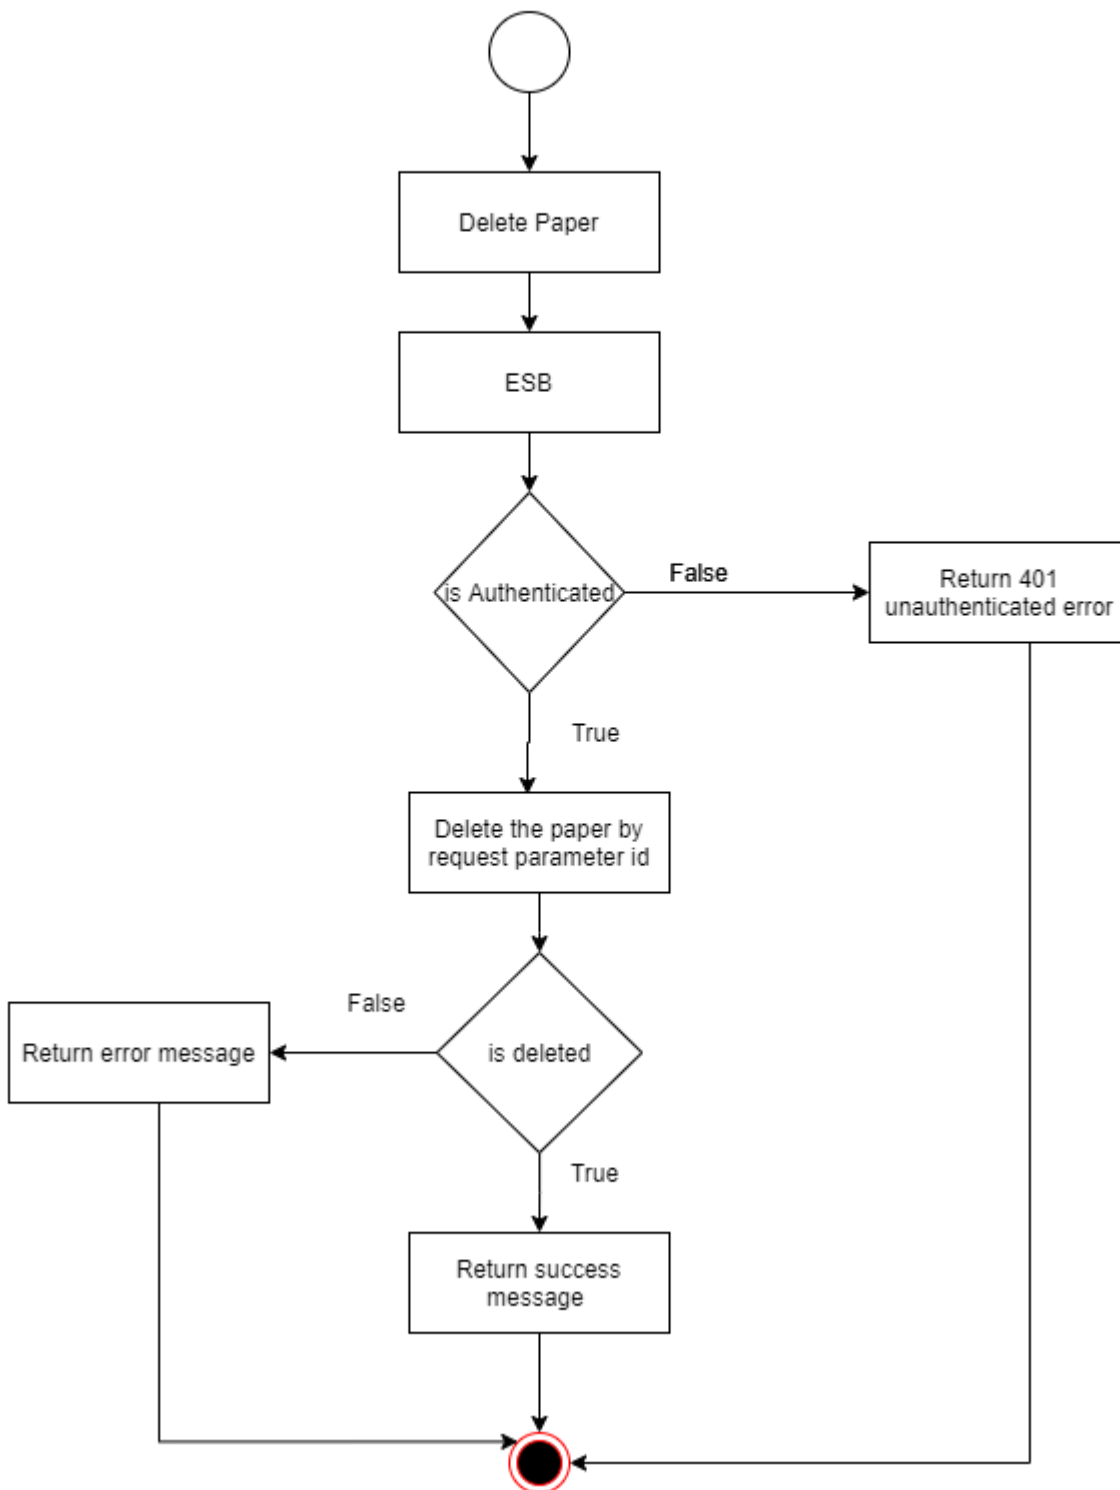 Delete Paper
ESB
is Authenticated
False
Return 401
unauthenticated error
True
Delete the paper by
request parameter id
False
Return error message
is deleted
True
Return success
message